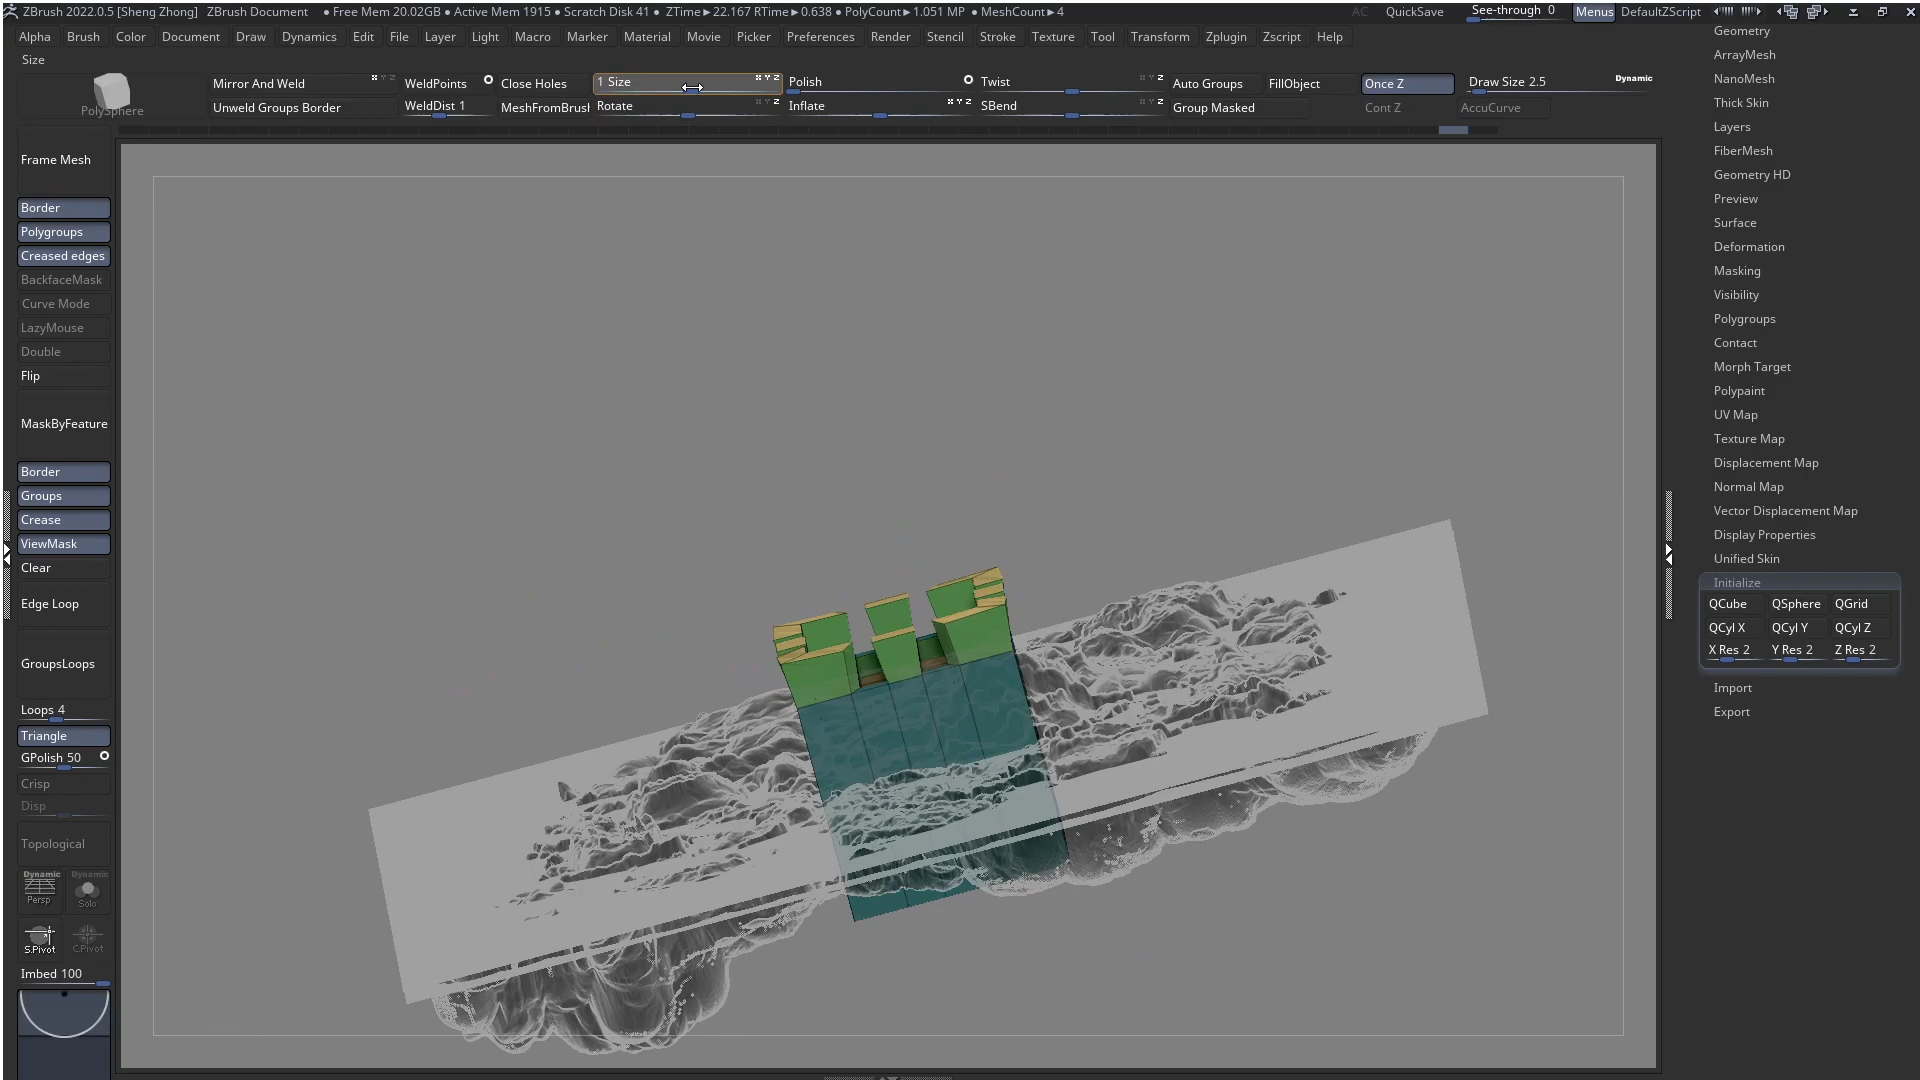 ZBrush 2022.0.5 [Sheng Zhong] ZBrush Document ● Free Mem 20.02GB ● Active Mem 1915 ● Scratch Disk 41 ● ZTime▶22.167 RTime▶0.638 ● PolyCount▶1.051 MP ● MeshCount▶4 AC QuickSave See-through 0 Menus DefaultZScript
Alpha Brush Color Document Draw Dynamics Edit File Layer Light Macro Marker Material Movie Picker Preferences Render Stencil Stroke Texture Tool Transform Zplugin Zscript Help
Size
PolySphere
Mirror And Weld WeldPoints Close Holes 1 Size Polish Twist Auto Groups FillObject Once Z Draw Size 2.5 Dynamic
Unweld Groups Border WeldDist 1 MeshFromBrush Rotate Inflate SBend Group Masked Cont Z AccuCurve
Frame Mesh
Border
Polygroups
Creased edges
BackfaceMask
Curve Mode
LazyMouse
Double
Flip
MaskByFeature
Border
Groups
Crease
ViewMask
Clear
Edge Loop
GroupsLoops
Loops 4
Triangle
GPolish 50
Crisp
Disp
Topological
Dynamic Dynamic
Persp Solo
S.Pivot C.Pivot
Imbed 100
Geometry
ArrayMesh
NanoMesh
Thick Skin
Layers
FiberMesh
Geometry HD
Preview
Surface
Deformation
Masking
Visibility
Polygroups
Contact
Morph Target
Polypaint
UV Map
Texture Map
Displacement Map
Normal Map
Vector Displacement Map
Display Properties
Unified Skin
Initialize
QCube QSphere QGrid
QCyl X QCyl Y QCyl Z
X Res 2 Y Res 2 Z Res 2
Import
Export